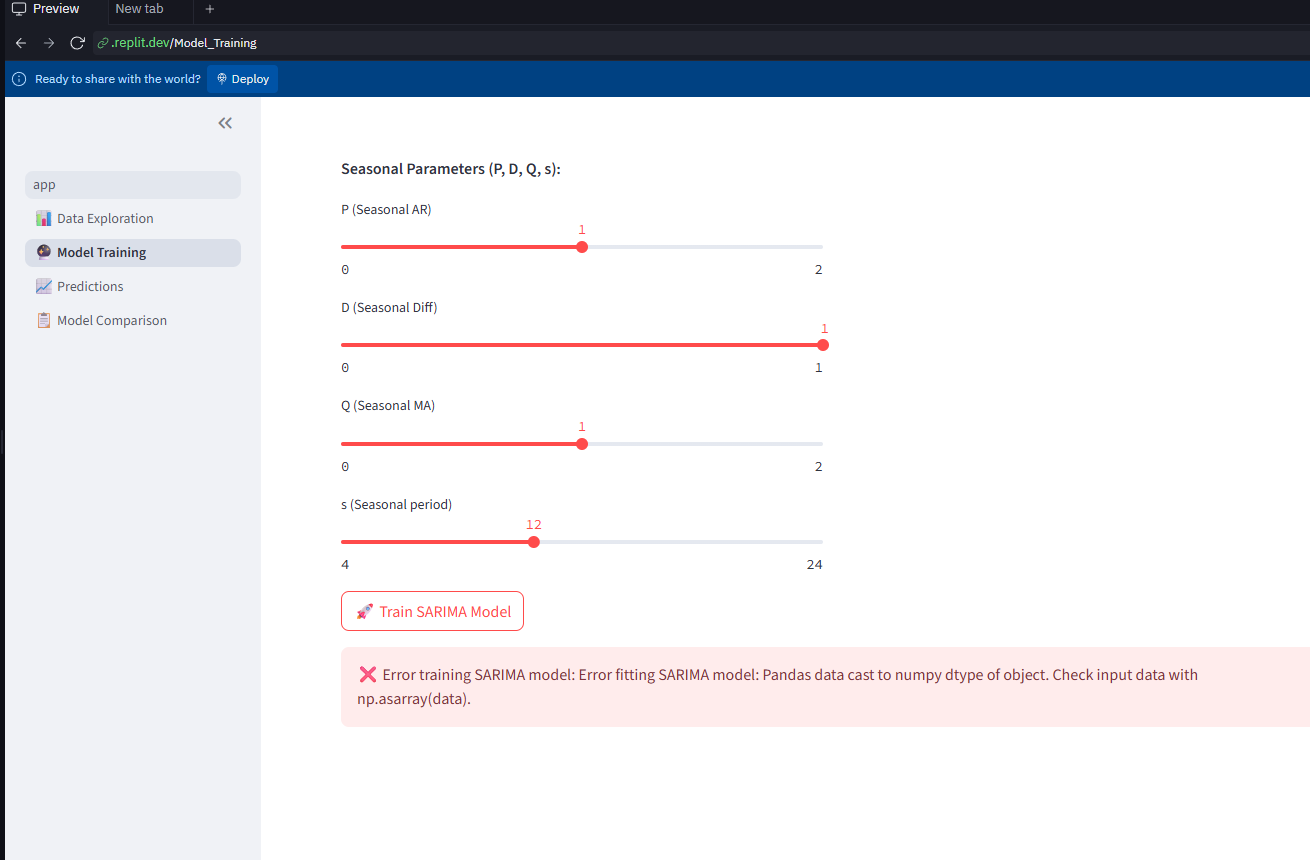 Preview
New tab
.replit.dev/Model_Training
Ready to share with the world?
Deploy
app
Data Exploration
Model Training
Predictions
Model Comparison
Seasonal Parameters (P, D, Q, s):
P (Seasonal AR)
1
0 2
D (Seasonal Diff)
1
0 1
Q (Seasonal MA)
1
0 2
s (Seasonal period)
12
4 24
Train SARIMA Model
Error training SARIMA model: Error fitting SARIMA model: Pandas data cast to numpy dtype of object. Check input data with
np.asarray(data).